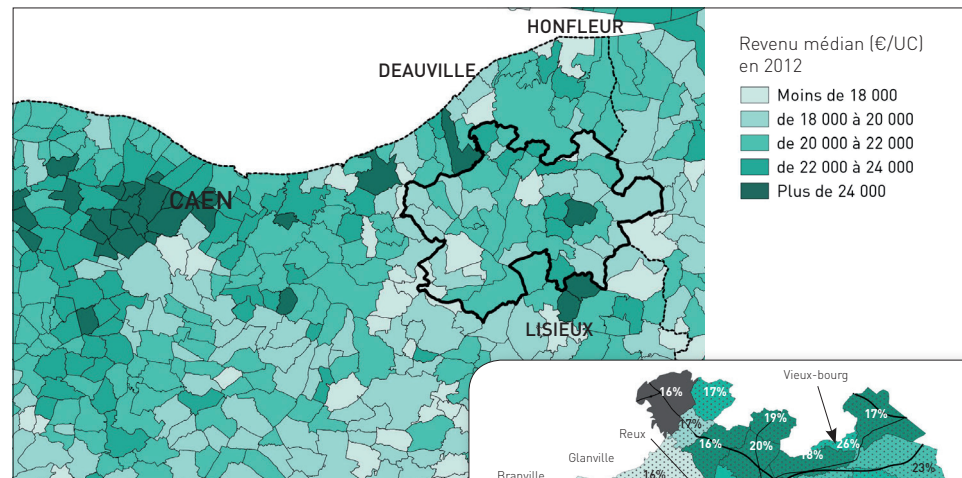 HONFLEUR
DEAUVILLE
CAEN
LISIEUX
Revenu médian (€/UC)
en 2012
Moins de 18 000
de 18 000 à 20 000
de 20 000 à 22 000
de 22 000 à 24 000
Plus de 24 000
Vieux-bourg
16%
17%
17%
19%
17%
Reux
16%
20%
26%
18%
Glanville
23%
Branville
16%